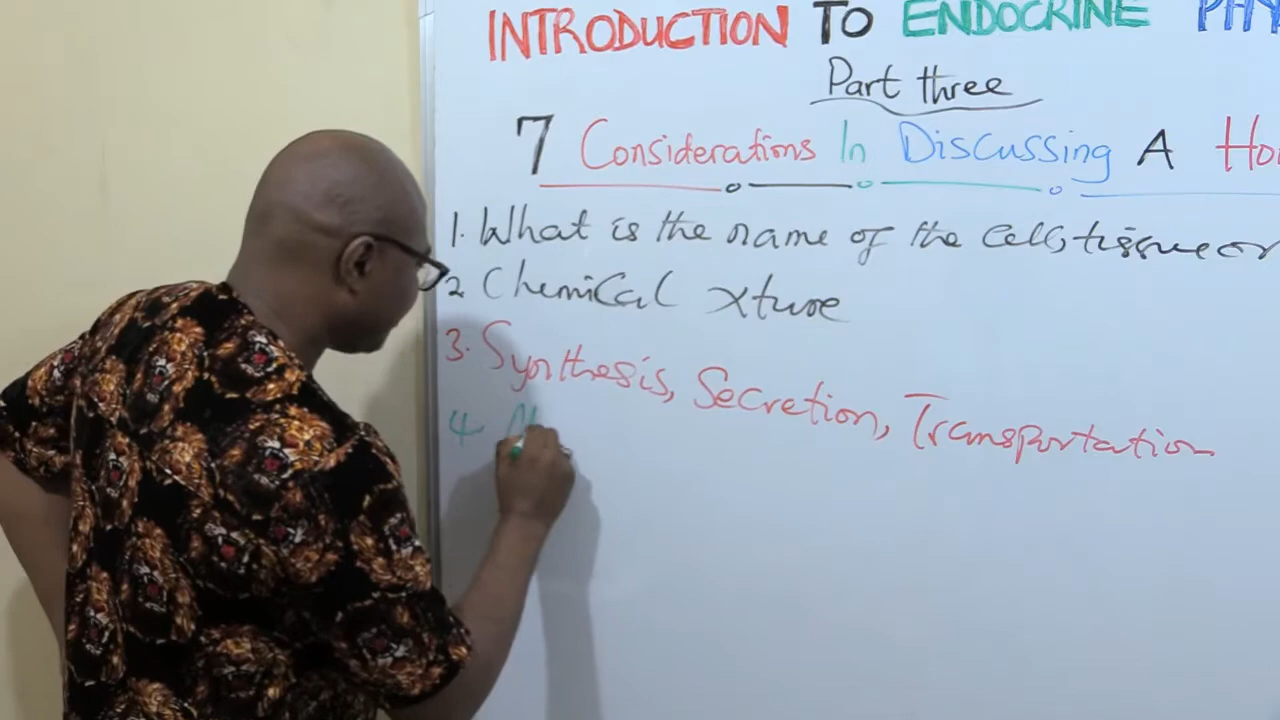 INTRODUCTION TO ENDOCRINE PHY
Part three
7 Considerations In Discussing A Ho
1. What is the name of the Cell, tissue or
2 Chemical Xture
3. Synthesis, Secretion, Transportation
4